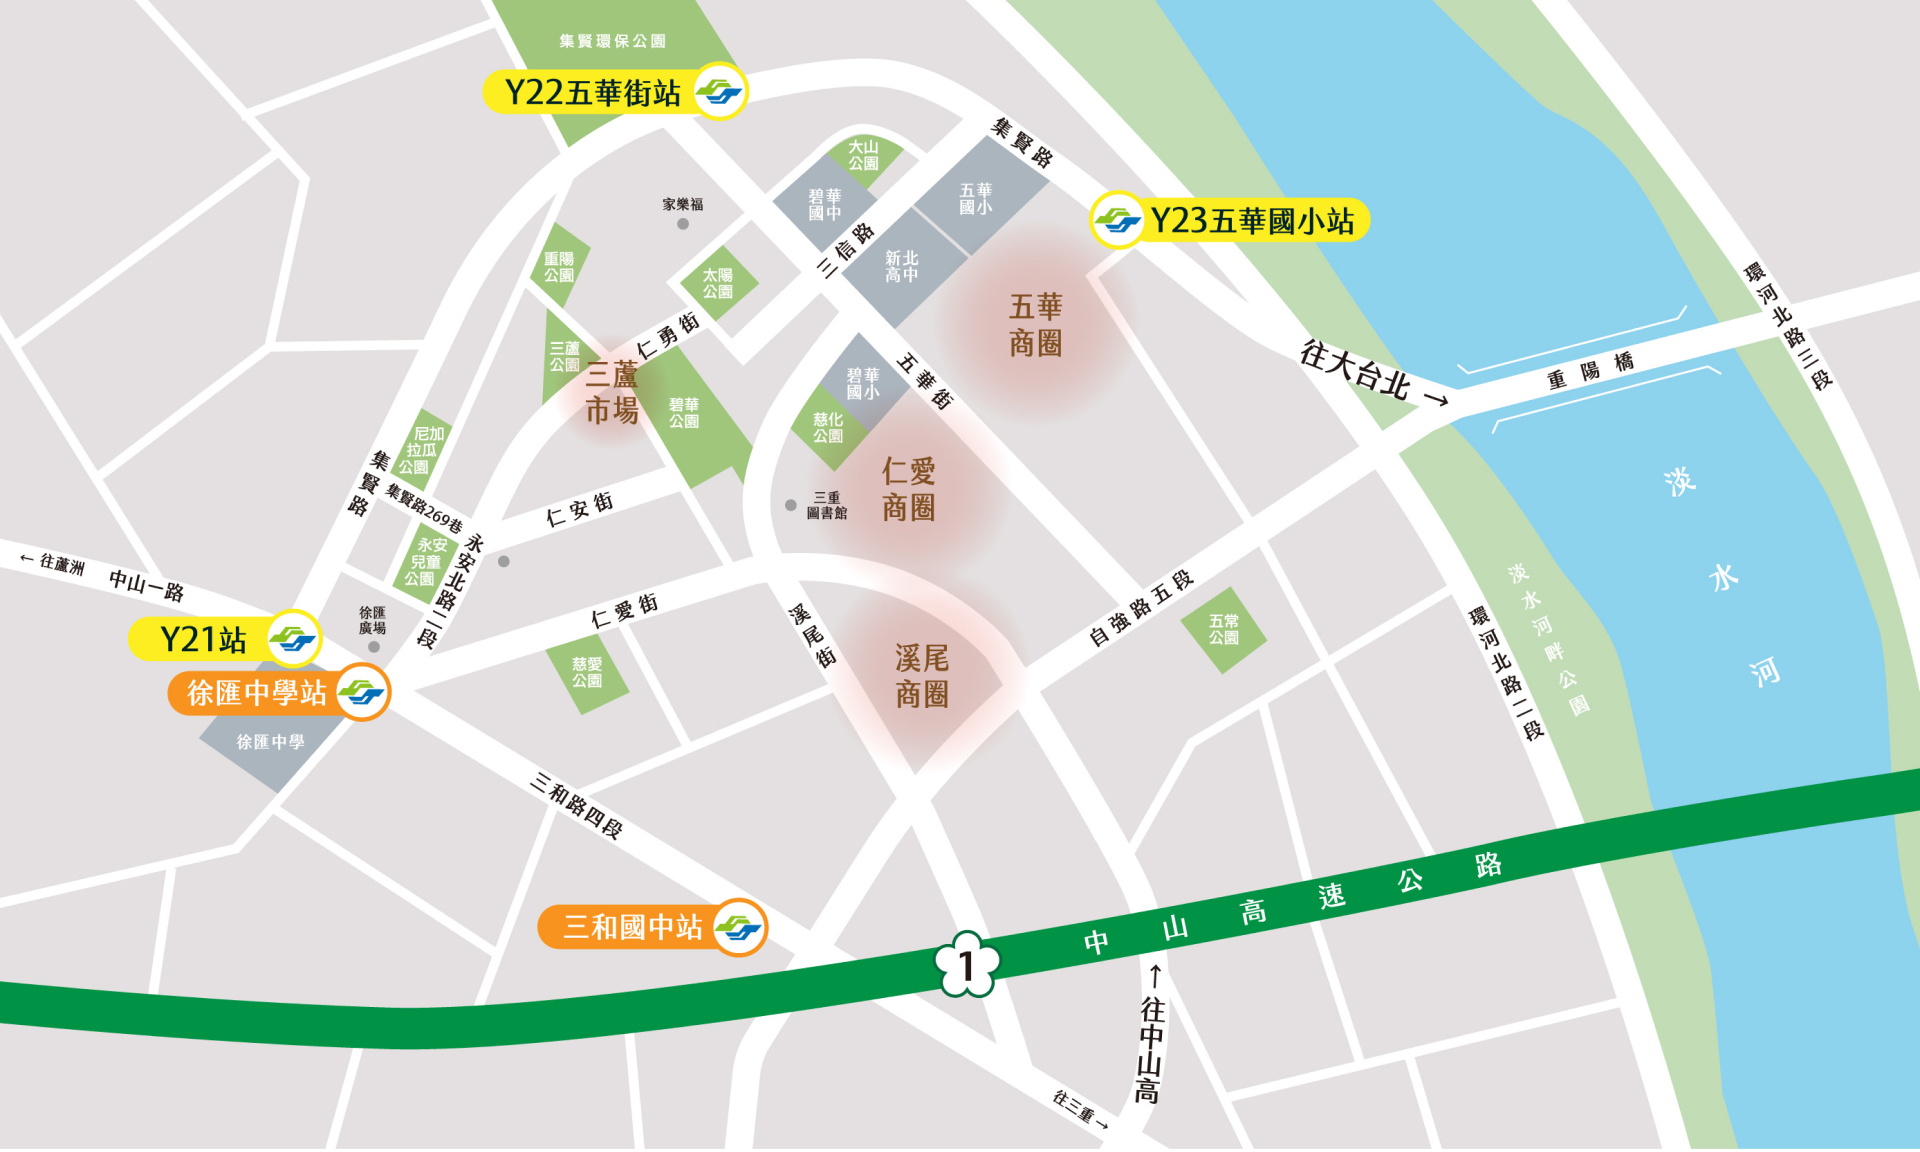 集賢環保公園
Y22五華街站
集賢路
大山
公園
碧華
國中
五華
國小
家樂福
Y23五華國小站
三信路
重陽
公園
太陽
公園
新北
高中
環河北路三段
五華
商圈
仁勇街
三蘆
公園
三蘆
市場
碧華
公園
碧華
國小
慈化
公園
五華街
往大台北→
重陽橋
尼加
拉瓜
公園
集賢路
集賢路269巷
仁愛
商圈
三重
圖書館
仁安街
淡水河
永安
兒童
公園
永安北路二段
←往蘆洲 中山一路
徐匯
廣場
Y21站
徐匯中學站
徐匯中學
仁愛街
慈愛
公園
溪尾街
溪尾
商圈
自強路五段
五常
公園
環河北路二段
淡水河畔公園
三和路四段
三和國中站
1
中山高速公路
↑往中山高
往三重→